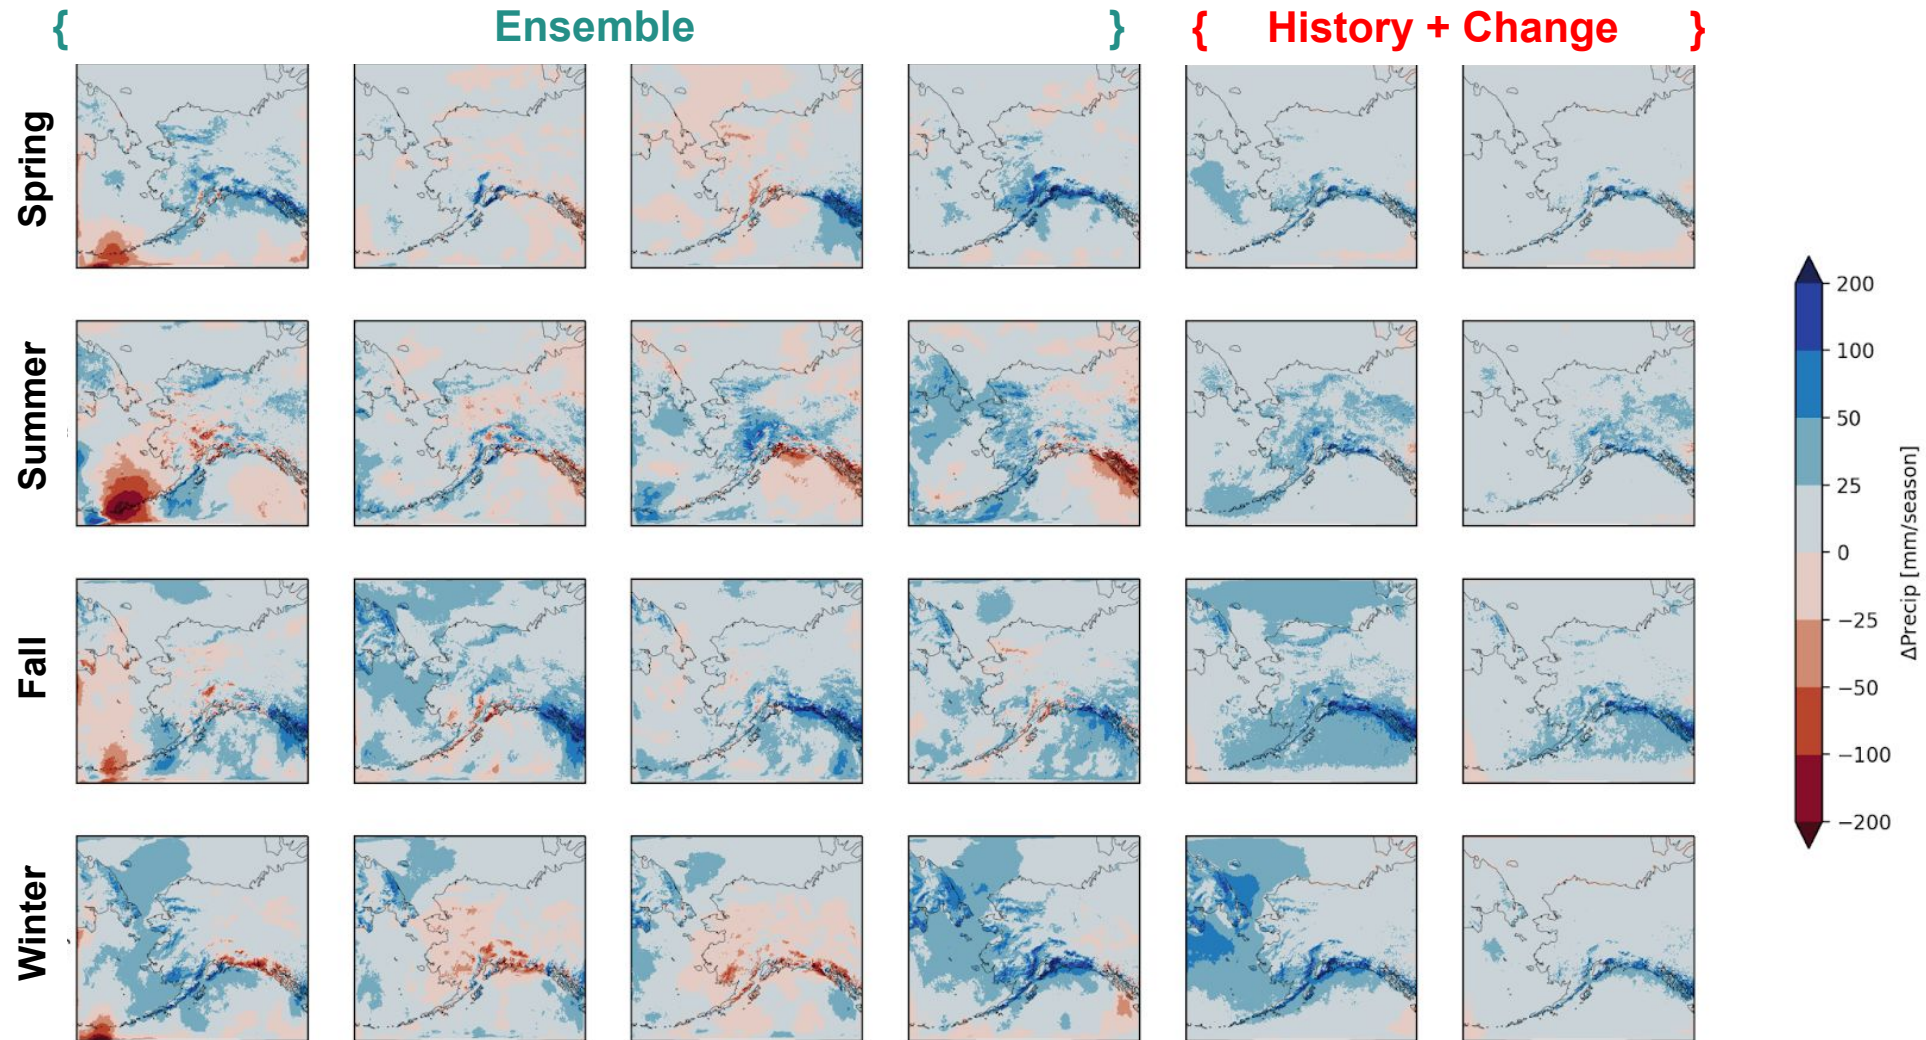 { Ensemble } { History + Change }
Spring
Summer
Fall
Winter
200
100
50
25
0
−25
−50
−100
−200
ΔPrecip [mm/season]